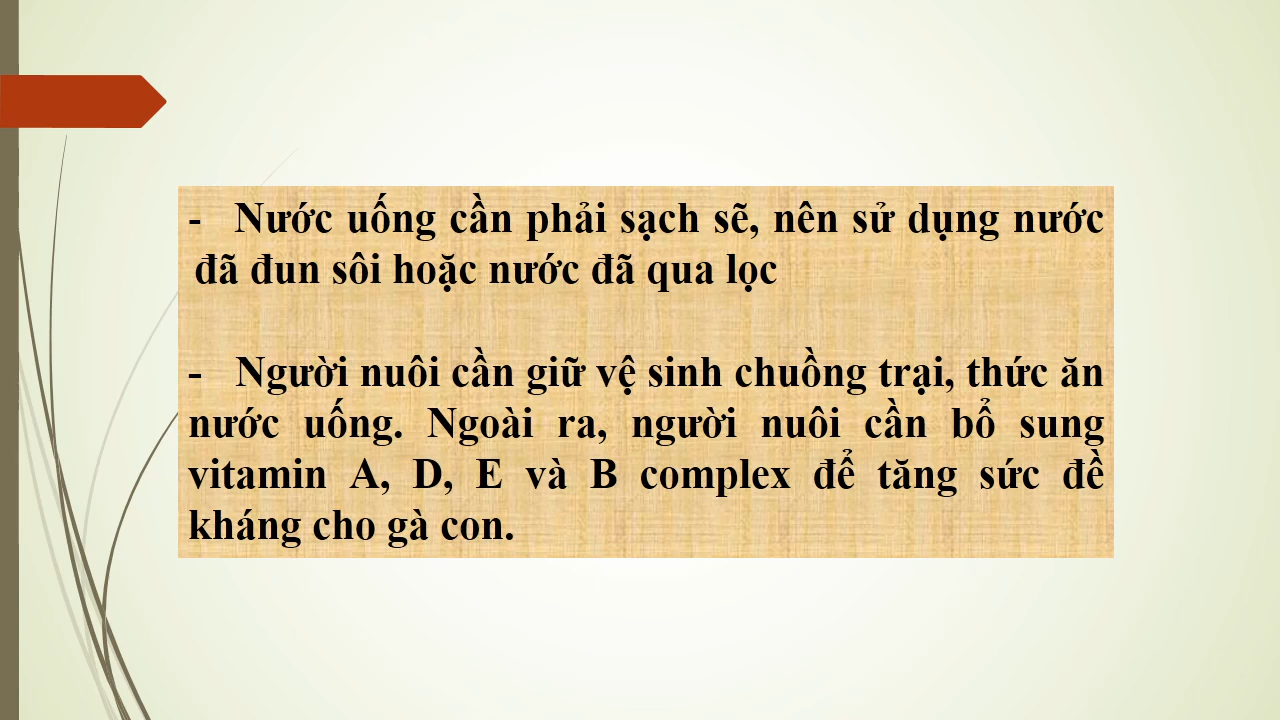 - Nước uống cần phải sạch sẽ, nên sử dụng nước
đã đun sôi hoặc nước đã qua lọc
- Người nuôi cần giữ vệ sinh chuồng trại, thức ăn
nước uống. Ngoài ra, người nuôi cần bổ sung
vitamin A, D, E và B complex để tăng sức đề
kháng cho gà con.